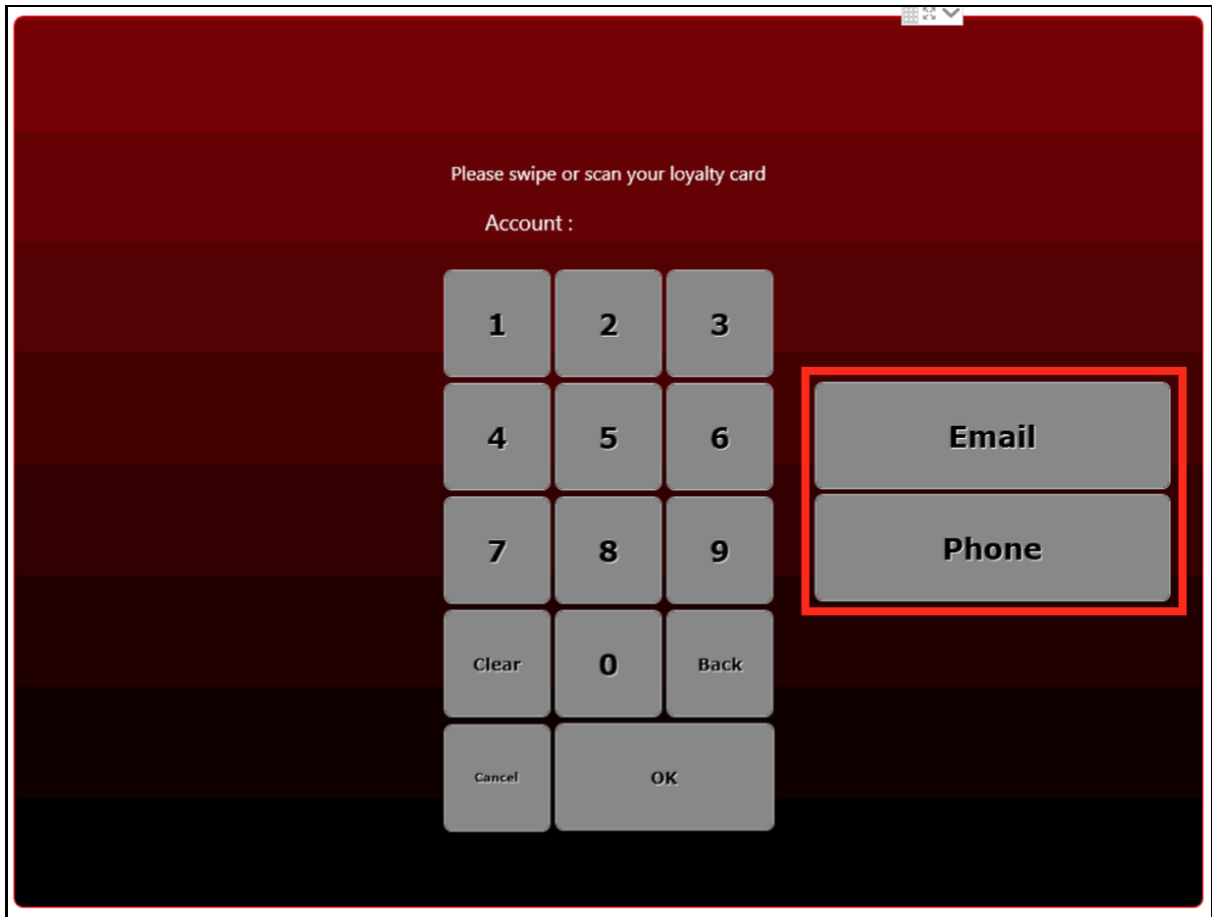 Please swipe or scan your loyalty card
Account :
1 2 3
4 5 6
Email
7 8 9
Phone
Clear 0 Back
Cancel OK